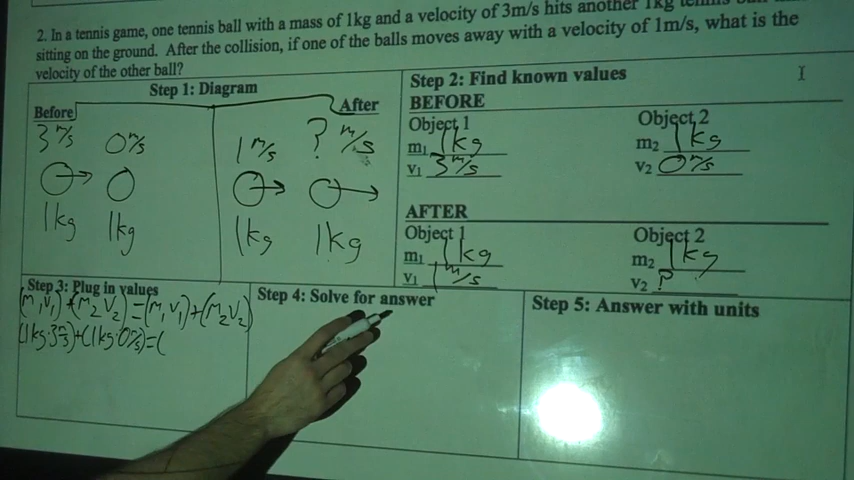 2. In a tennis game, one tennis ball with a mass of 1kg and a velocity of 3m/s hits another 1kg tennis ball
sitting on the ground. After the collision, if one of the balls moves away with a velocity of 1m/s, what is the
velocity of the other ball?
Step 1: Diagram
Before After
3 m/s 0 m/s 1 m/s ? m/s
1kg 1kg 1kg 1kg
Step 2: Find known values
BEFORE
Object 1 Object 2
m1 1kg m2 1kg
v1 3 m/s v2 0 m/s
AFTER
Object 1 Object 2
m1 1kg m2 1kg
v1 1 m/s v2 ?
Step 3: Plug in values
(m1v1)+(m2v2)=(m1v1)+(m2v2)
(1kg·3m/s)+(1kg·0m/s)=(
Step 4: Solve for answer
Step 5: Answer with units